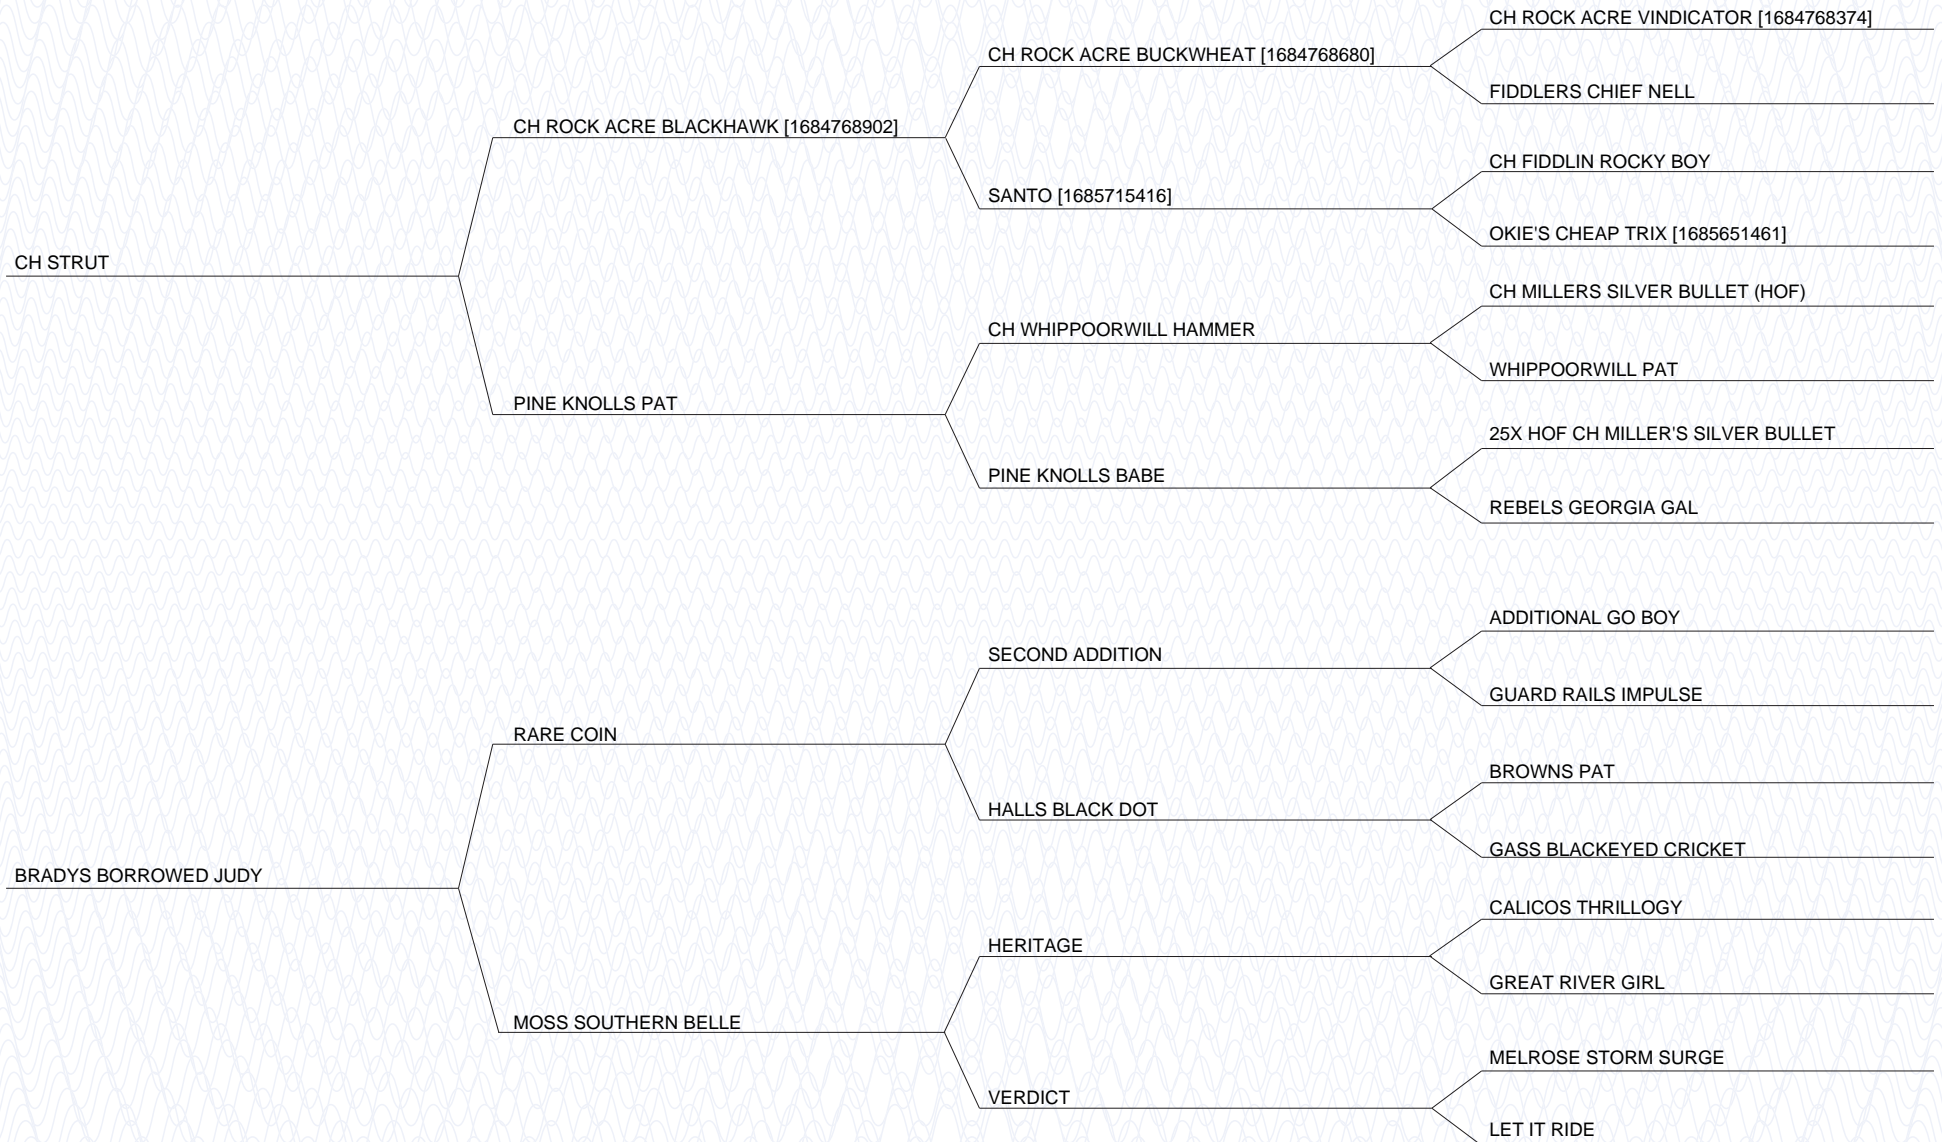 CH ROCK ACRE VINDICATOR [1684768374]
CH ROCK ACRE BUCKWHEAT [1684768680]
FIDDLERS CHIEF NELL
CH ROCK ACRE BLACKHAWK [1684768902]
CH FIDDLIN ROCKY BOY
SANTO [1685715416]
OKIE'S CHEAP TRIX [1685651461]
CH STRUT
CH MILLERS SILVER BULLET (HOF)
CH WHIPPOORWILL HAMMER
WHIPPOORWILL PAT
PINE KNOLLS PAT
25X HOF CH MILLER'S SILVER BULLET
PINE KNOLLS BABE
REBELS GEORGIA GAL
ADDITIONAL GO BOY
SECOND ADDITION
GUARD RAILS IMPULSE
RARE COIN
BROWNS PAT
HALLS BLACK DOT
GASS BLACKEYED CRICKET
BRADYS BORROWED JUDY
CALICOS THRILLOGY
HERITAGE
GREAT RIVER GIRL
MOSS SOUTHERN BELLE
MELROSE STORM SURGE
VERDICT
LET IT RIDE